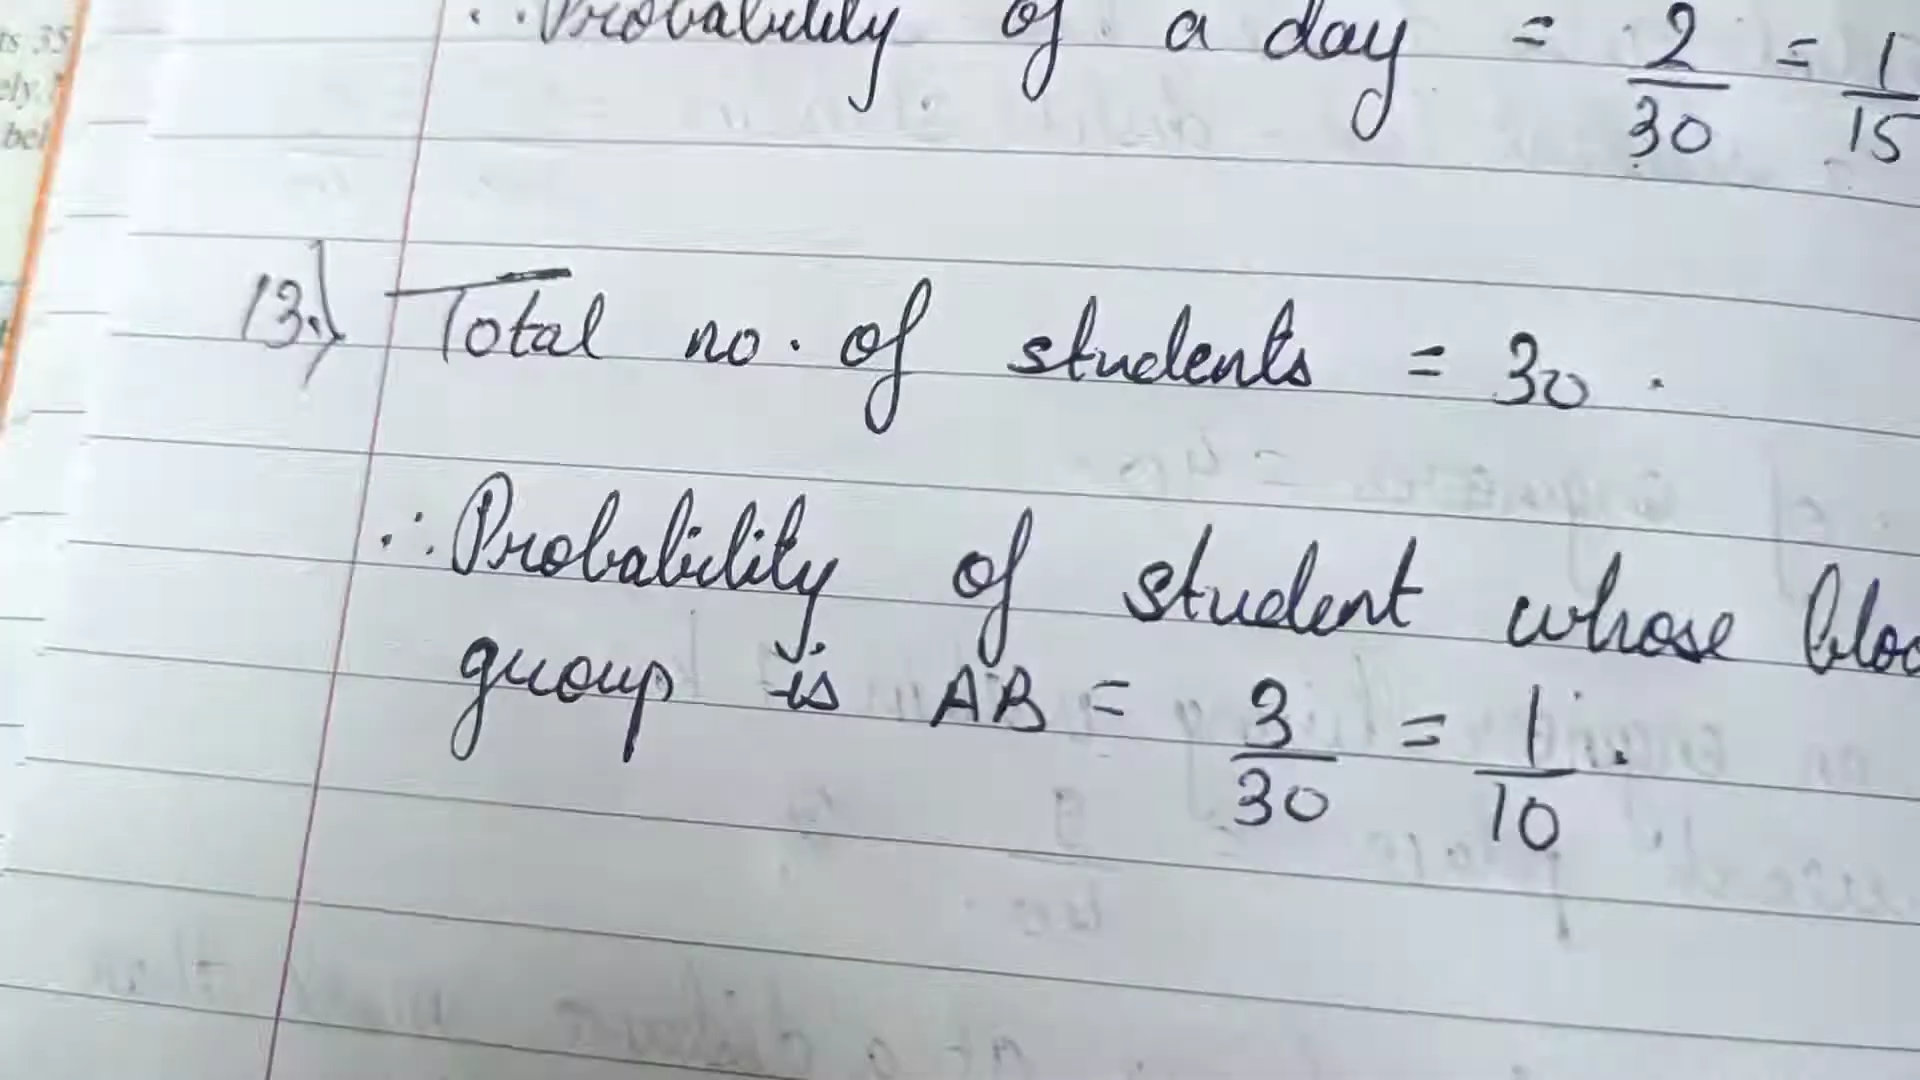 ∴ Probability of a day = 2/30 = 1/15
13.) Total no. of students = 30.
∴ Probability of student whose bloo
group is AB = 3/30 = 1/10.